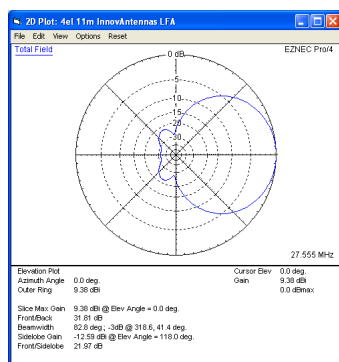 2D Plot: 4el 11m InnovAntennas LFA
File Edit View Options Reset
Total Field
EZNEC Pro/4
0 dB
-5
-10
-15
-20
-30
27.555 MHz
Elevation Plot
Azimuth Angle 0.0 deg.
Outer Ring 9.38 dBi
Cursor Elev 0.0 deg.
Gain 9.38 dBi
0.0 dBmax
Slice Max Gain 9.38 dBi @ Elev Angle = 0.0 deg.
Front/Back 31.81 dB
Beamwidth 82.8 deg.; -3dB @ 318.6, 41.4 deg.
Sidelobe Gain -12.59 dBi @ Elev Angle = 118.0 deg.
Front/Sidelobe 21.97 dB